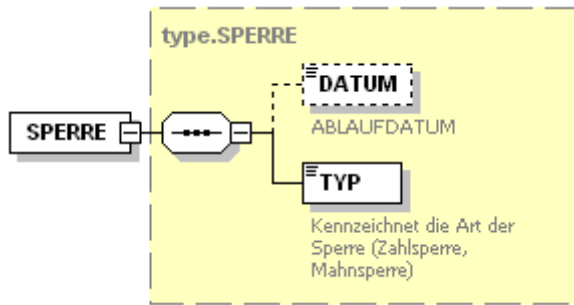 type.SPERRE
SPERRE
DATUM
ABLAUFDATUM
TYP
Kennzeichnet die Art der
Sperre (Zahlsperre,
Mahnsperre)